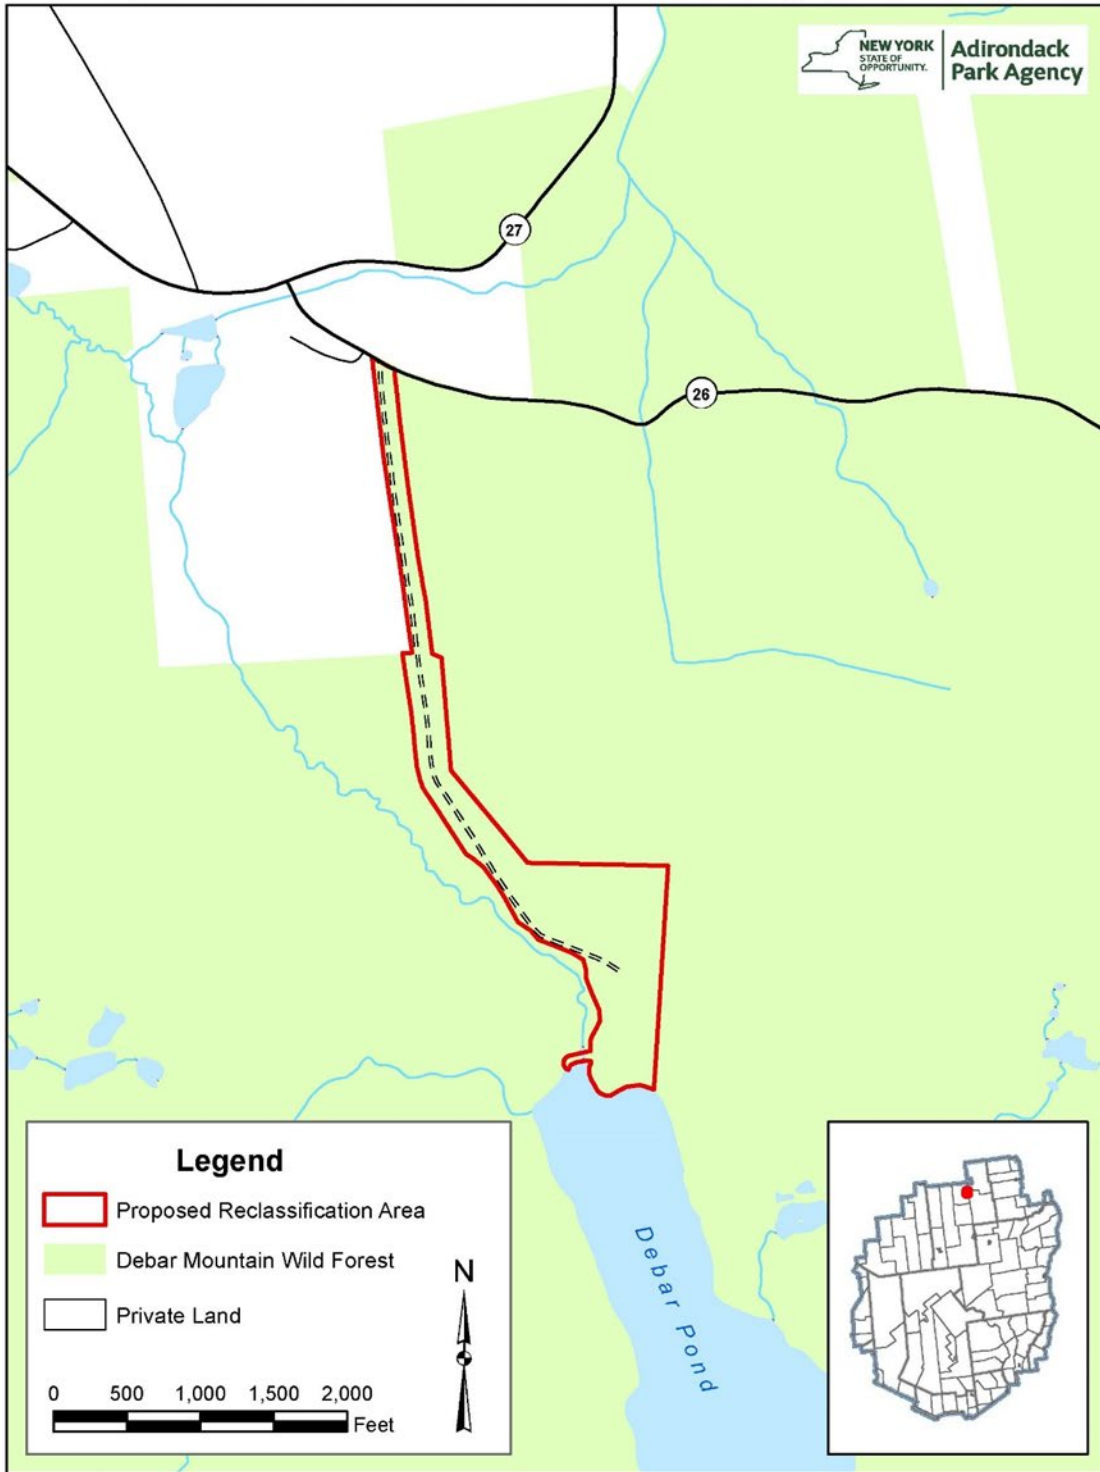 NEW YORK
STATE OF
OPPORTUNITY.
Adirondack
Park Agency
27
26
Legend
Proposed Reclassification Area
Debar Mountain Wild Forest
Private Land
N
0 500 1,000 1,500 2,000
Feet
Debar Pond